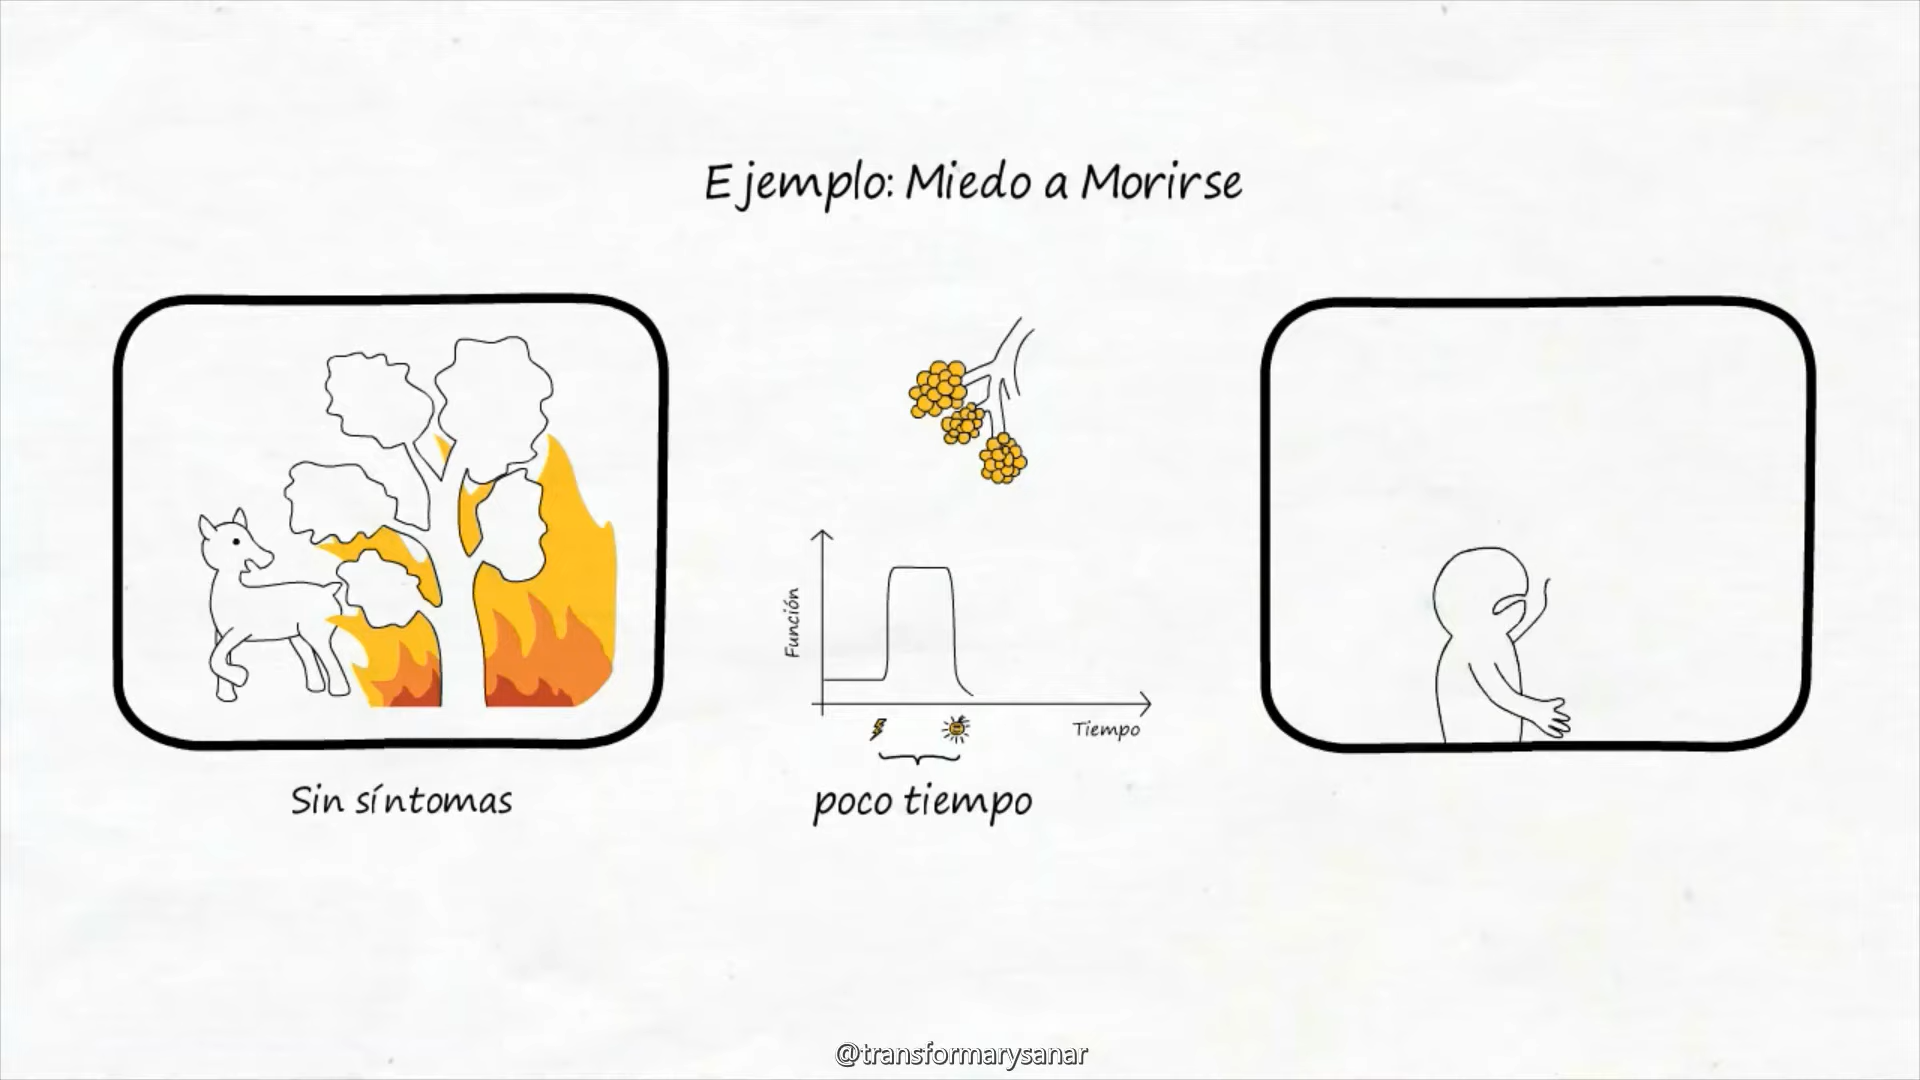 Ejemplo: Miedo a Morirse
Función
Tiempo
Sin síntomas
poco tiempo
@transformarysanar